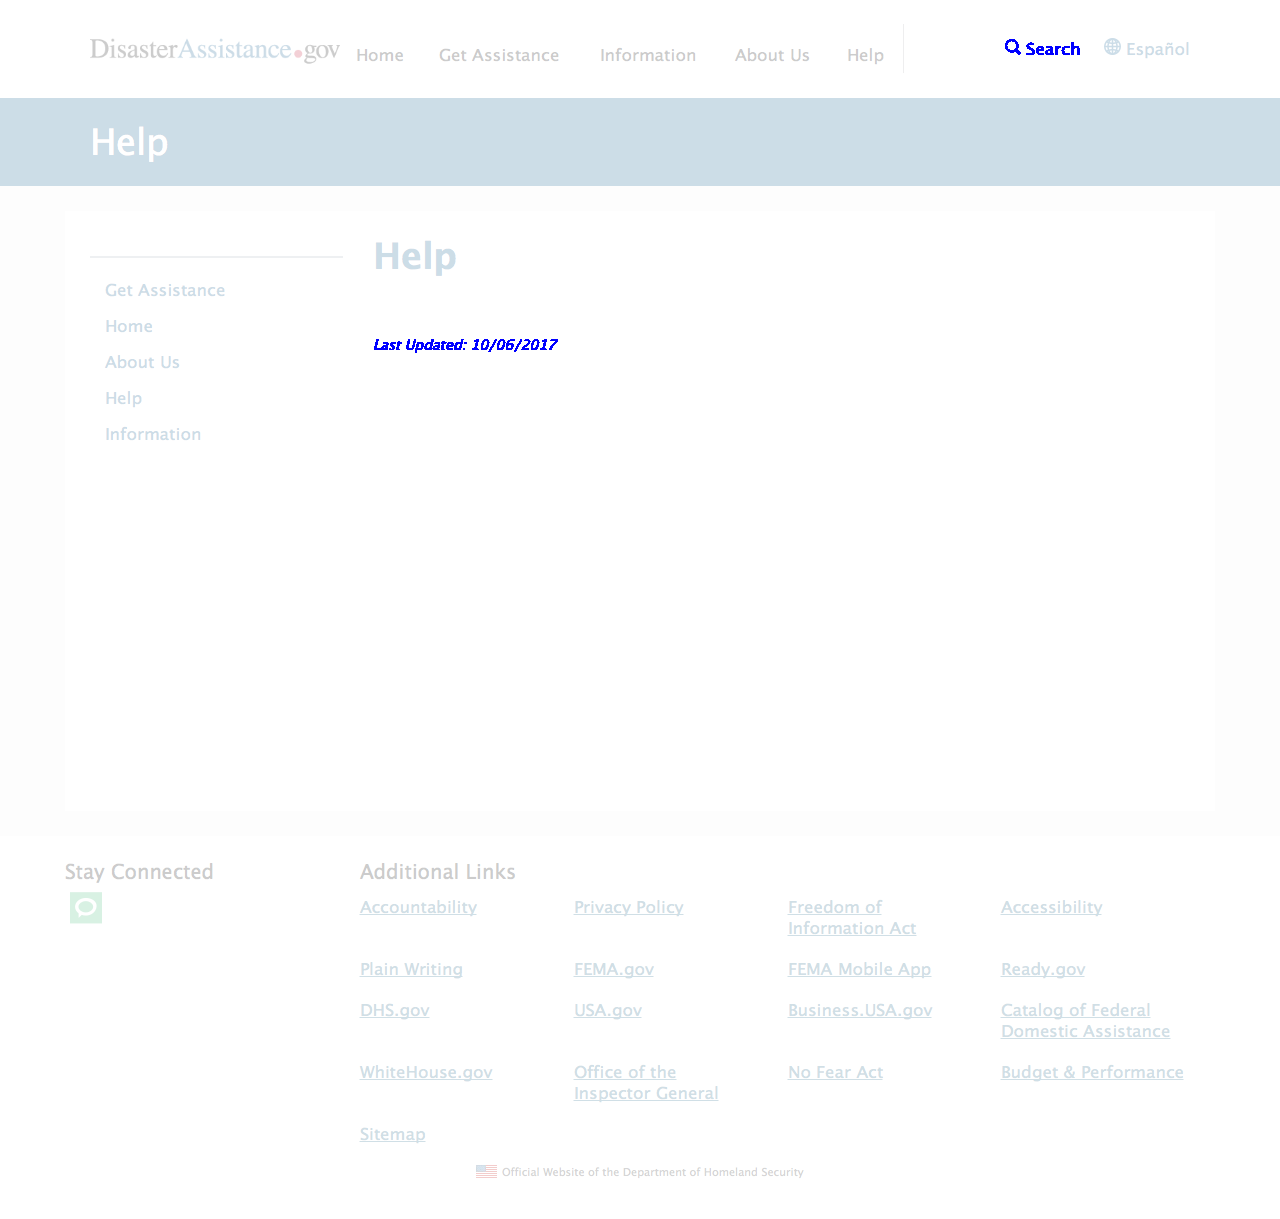 DisasterAssistance.gov Home Get Assistance Information About Us Help Search Español
Help
Help
Get Assistance
Home
About Us
Help
Information
Last Updated: 10/06/2017
Stay Connected
Additional Links
Accountability Privacy Policy Freedom of Information Act Accessibility
Plain Writing FEMA.gov FEMA Mobile App Ready.gov
DHS.gov USA.gov Business.USA.gov Catalog of Federal Domestic Assistance
WhiteHouse.gov Office of the Inspector General No Fear Act Budget & Performance
Sitemap
Official Website of the Department of Homeland Security